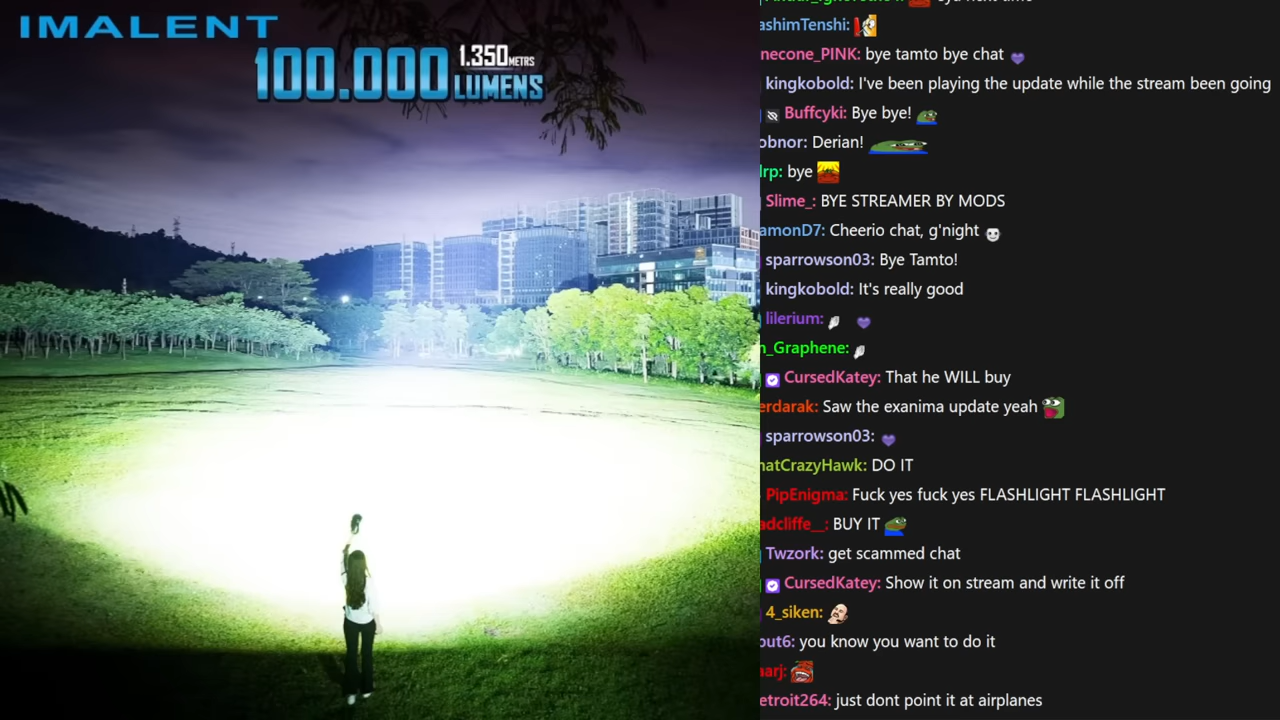 IMALENT
100.000 1.350 METRS
LUMENS
ashimTenshi:
necone_PINK: bye tamto bye chat
kingkobold: I've been playing the update while the stream been going
Buffcyki: Bye bye!
obnor: Derian!
lrp: bye
Slime_: BYE STREAMER BY MODS
amonD7: Cheerio chat, g'night
sparrowson03: Bye Tamto!
kingkobold: It's really good
lilerium:
n_Graphene:
CursedKatey: That he WILL buy
erdarak: Saw the exanima update yeah
sparrowson03:
hatCrazyHawk: DO IT
PipEnigma: Fuck yes fuck yes FLASHLIGHT FLASHLIGHT
adcliffe__: BUY IT
Twzork: get scammed chat
CursedKatey: Show it on stream and write it off
4_siken:
out6: you know you want to do it
aarj:
etroit264: just dont point it at airplanes